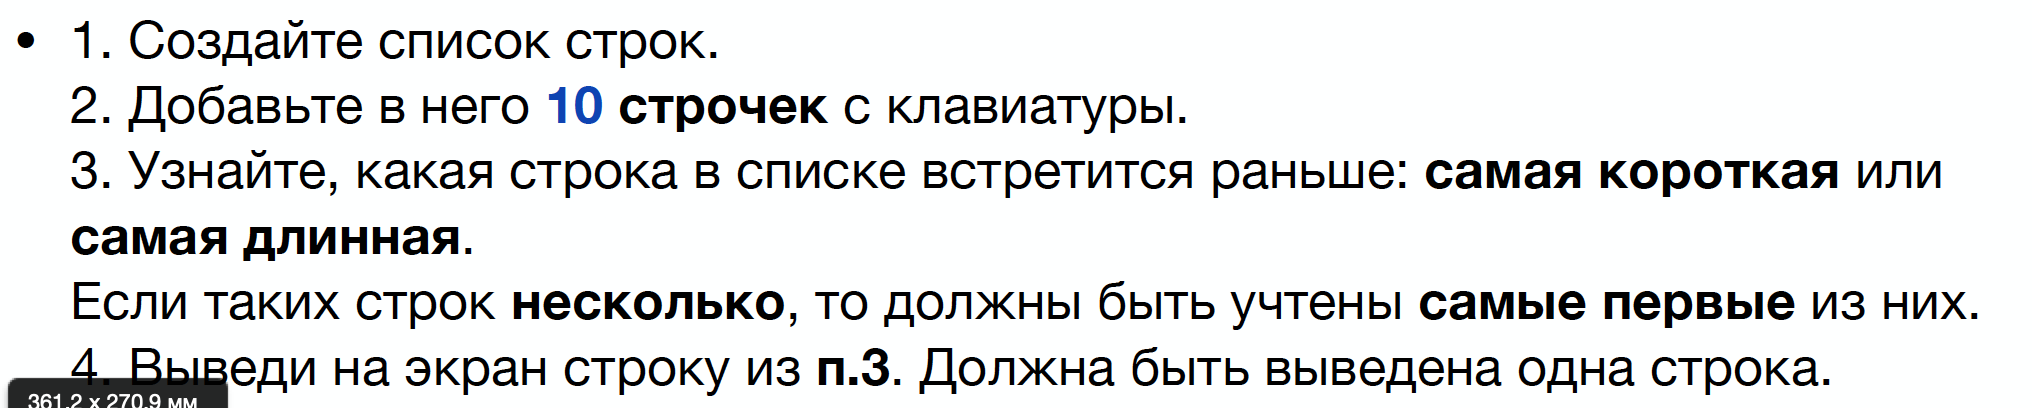 • 1. Создайте список строк.
2. Добавьте в него 10 строчек с клавиатуры.
3. Узнайте, какая строка в списке встретится раньше: самая короткая или
самая длинная.
Если таких строк несколько, то должны быть учтены самые первые из них.
4. Выведи на экран строку из п.3. Должна быть выведена одна строка.
361.2 x 270.9 мм